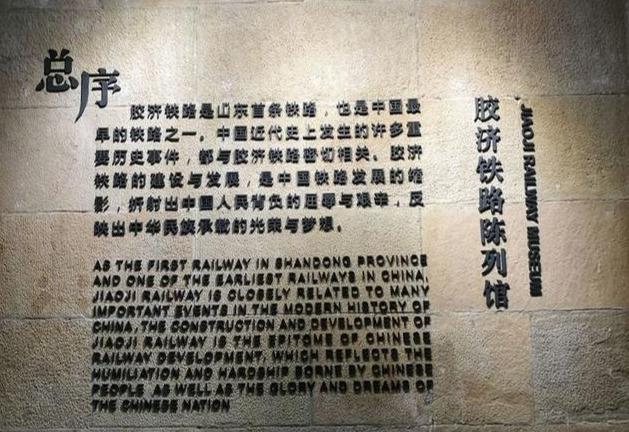 总序
胶济铁路是山东首条铁路，也是中国最
早的铁路之一。中国近代史上发生的许多重
要历史事件，都与胶济铁路密切相关。胶济
铁路的建设与发展，是中国铁路发展的缩
影，折射出中国人民背负的屈辱与艰辛，反
映出中华民族承载的光荣与梦想。
AS THE FIRST RAILWAY IN SHANDONG PROVINCE
AND ONE OF THE EARLIEST RAILWAYS IN CHINA,
JIAOJI RAILWAY IS CLOSELY RELATED TO MANY
IMPORTANT EVENTS IN THE MODERN HISTORY OF
CHINA, THE CONSTRUCTION AND DEVELOPMENT OF
JIAOJI RAILWAY IS THE EPITOME OF CHINESE
RAILWAY DEVELOPMENT, WHICH REFLECTS THE
HUMILIATION AND HARDSHIP BORNE BY CHINESE
PEOPLE AS WELL AS THE GLORY AND DREAMS OF
THE CHINESE NATION
胶济铁路陈列馆
JIAOJI RAILWAY MUSEUM